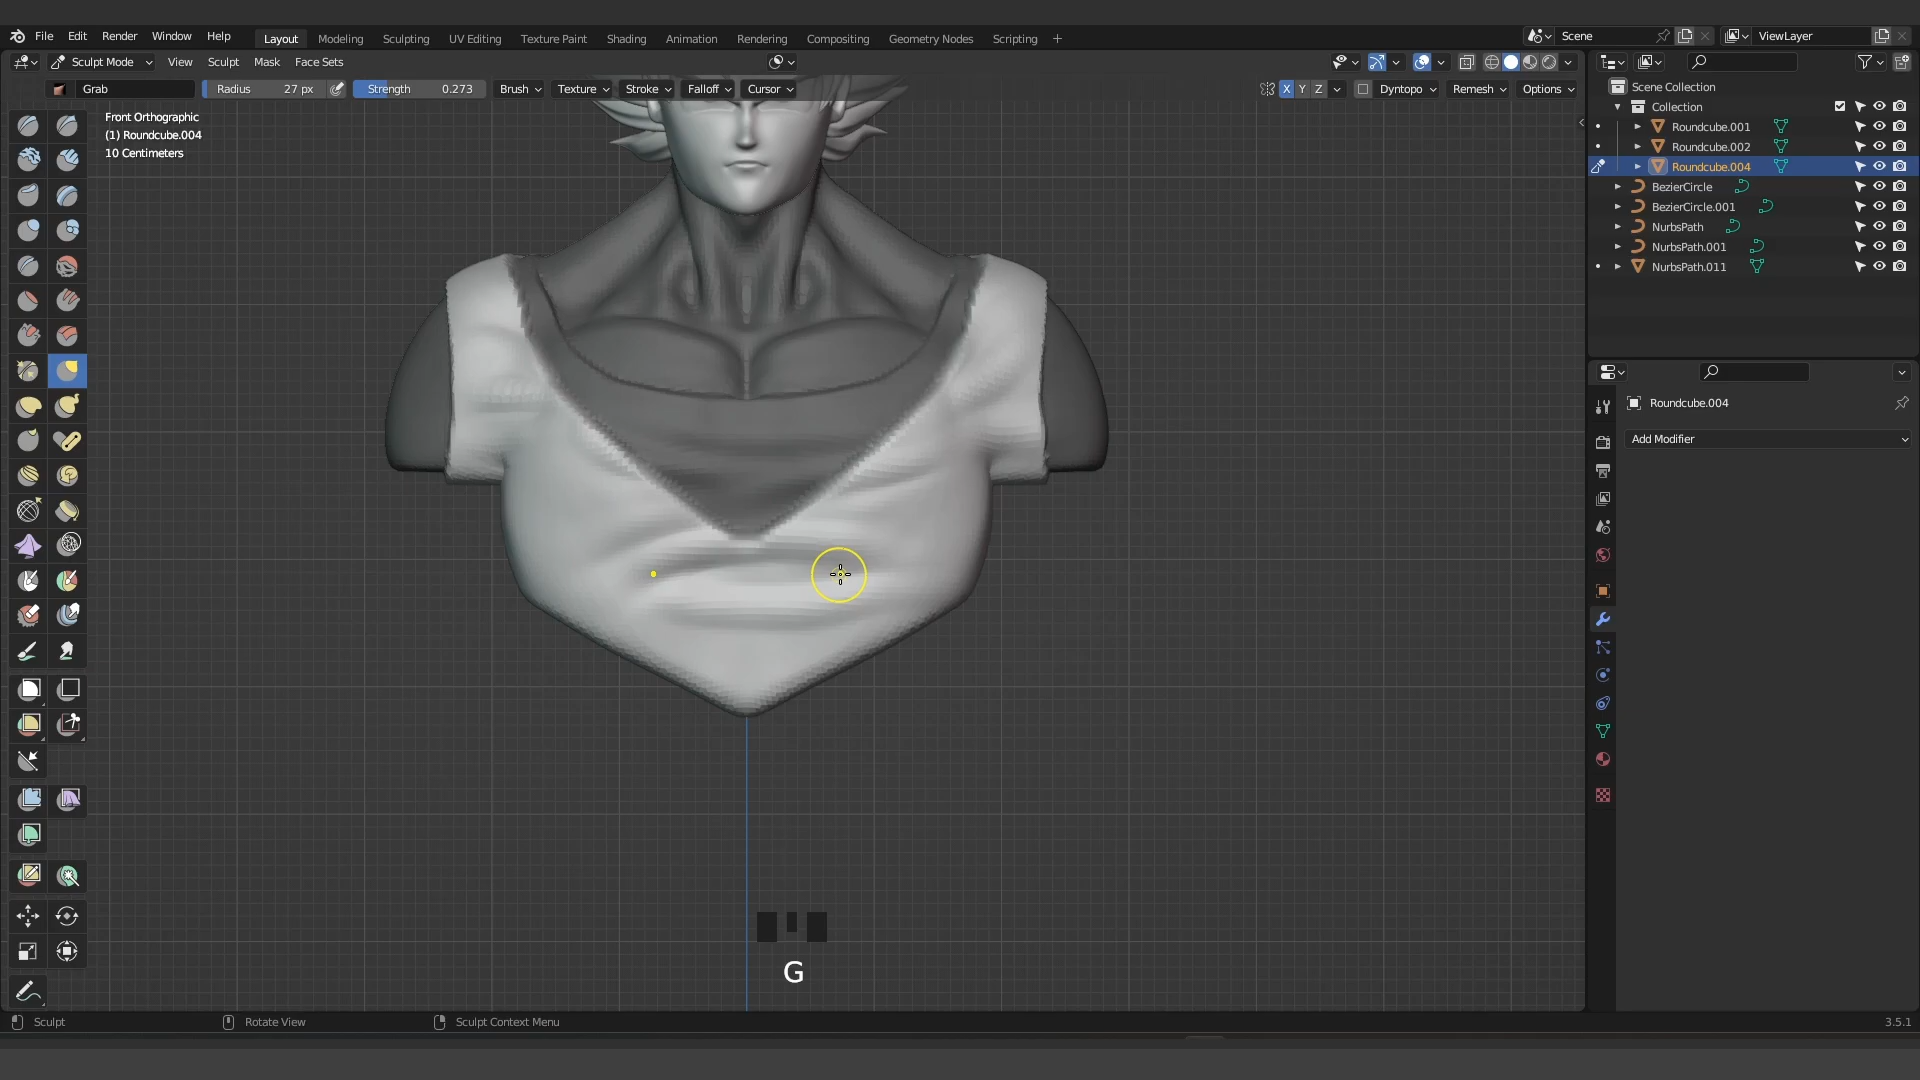 File Edit Render Window Help Layout Modeling Sculpting UV Editing Texture Paint Shading Animation Rendering Compositing Geometry Nodes Scripting + Scene ViewLayer
Sculpt Mode View Sculpt Mask Face Sets
Grab Radius 27 px Strength 0.273 Brush Texture Stroke Falloff Cursor X Y Z Dyntopo Remesh Options
Front Orthographic
(1) Roundcube.004
10 Centimeters
Scene Collection
Collection
Roundcube.001
Roundcube.002
Roundcube.004
BezierCircle
BezierCircle.001
NurbsPath
NurbsPath.001
NurbsPath.011
Roundcube.004
Add Modifier
G
Sculpt Rotate View Sculpt Context Menu 3.5.1